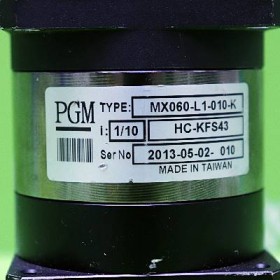 PGM
TYPE: MX060-L1-010-K
i: 1/10 HC-KFS43
Ser No 2013-05-02- 010
MADE IN TAIWAN